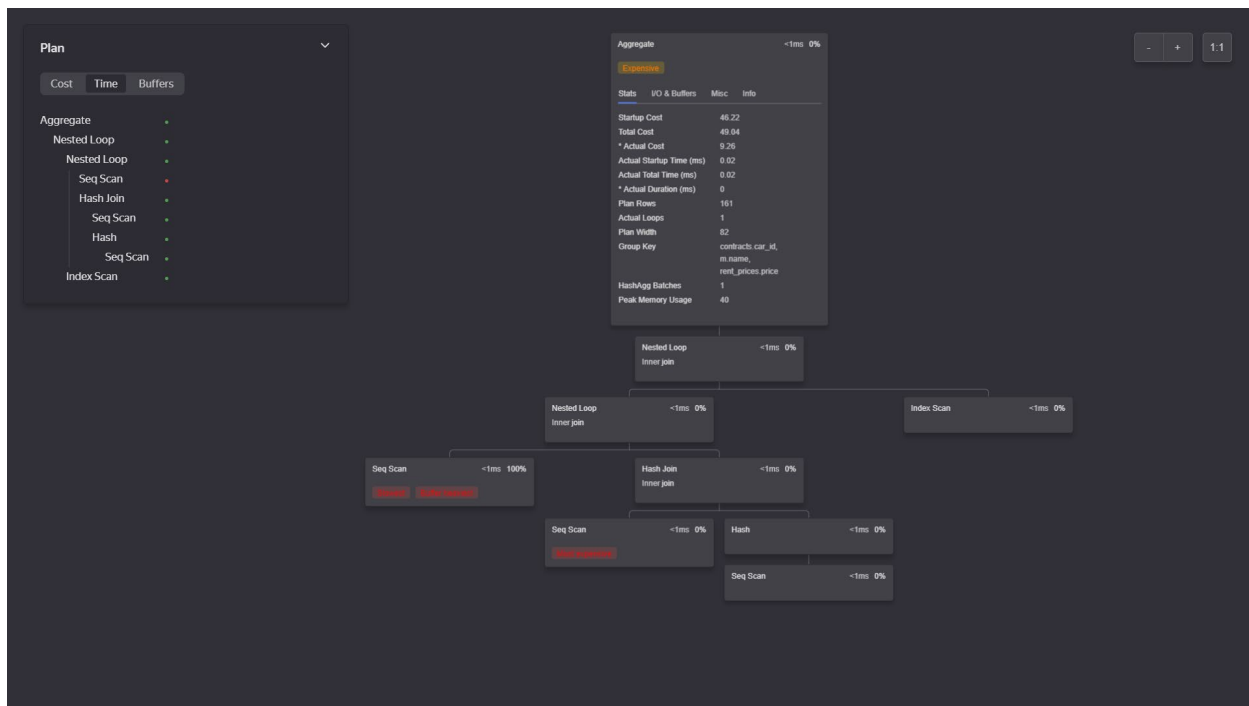 Plan
Cost Time Buffers
Aggregate
Nested Loop
Nested Loop
Seq Scan
Hash Join
Seq Scan
Hash
Seq Scan
Index Scan
- + 1:1
Aggregate <1ms 0%
Expensive
Stats I/O & Buffers Misc Info
Startup Cost 46.22
Total Cost 49.04
* Actual Cost 9.26
Actual Startup Time (ms) 0.02
Actual Total Time (ms) 0.02
* Actual Duration (ms) 0
Plan Rows 161
Actual Loops 1
Plan Width 82
Group Key contracts.car_id,
m.name,
rent_prices.price
HashAgg Batches 1
Peak Memory Usage 40
Nested Loop <1ms 0%
Inner join
Nested Loop <1ms 0%
Inner join
Index Scan <1ms 0%
Seq Scan <1ms 100%
Hash Join <1ms 0%
Inner join
Seq Scan <1ms 0%
Hash <1ms 0%
Seq Scan <1ms 0%